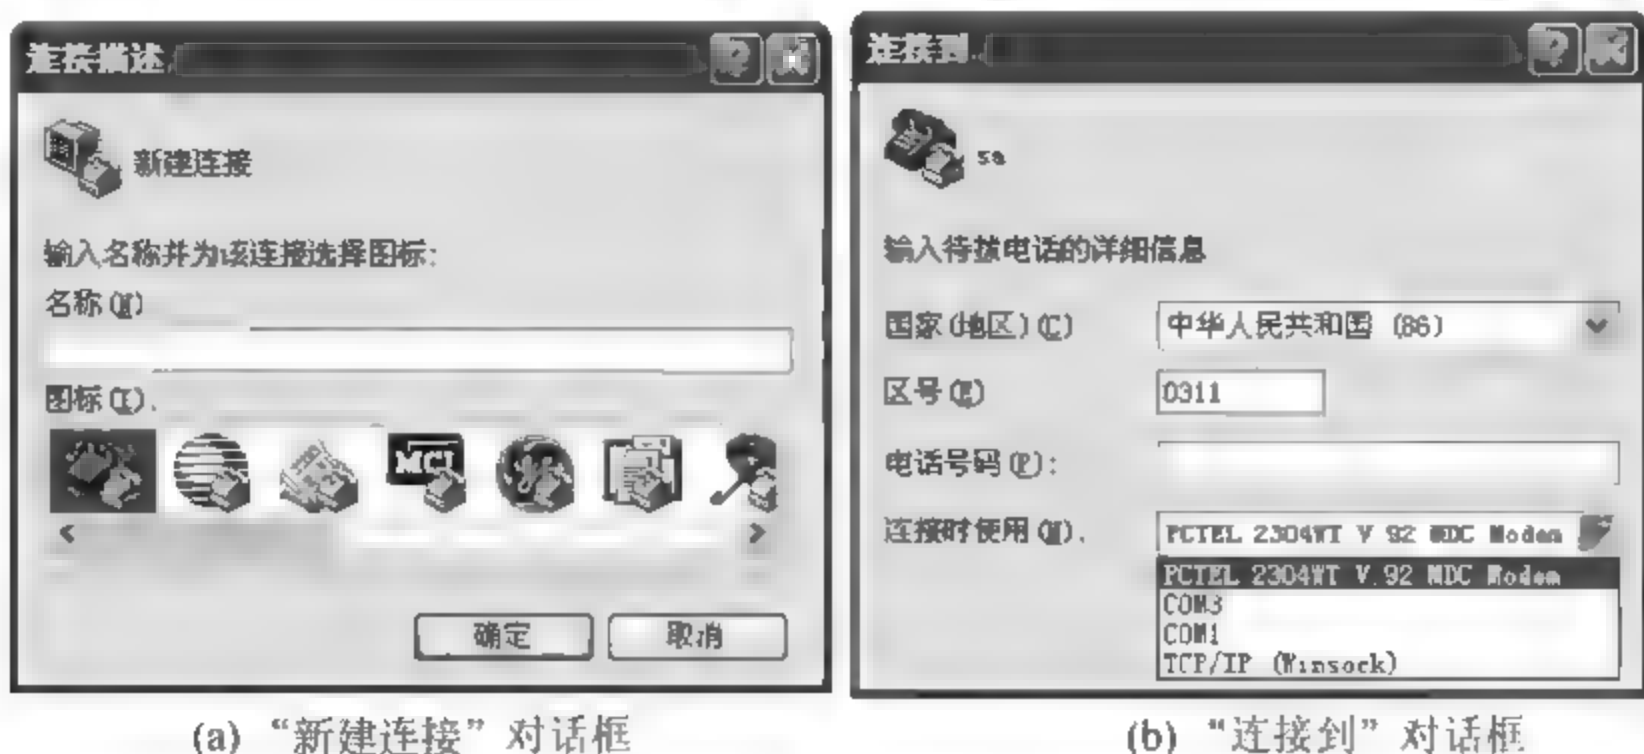 连接描述
新建连接
输入名称并为该连接选择图标:
名称(N)
图标(I).
MCI
确定
取消
(a) “新建连接” 对话框
连接到
sa
输入待拨电话的详细信息
国家(地区)(C)
中华人民共和国 (86)
区号(E)
0311
电话号码(P):
连接时使用(N).
PCTEL 2304WT V 92 MDC Modem
PCTEL 2304WT V.92 MDC Modem
COM3
COM1
TCP/IP (Winsock)
(b) “连接到” 对话框